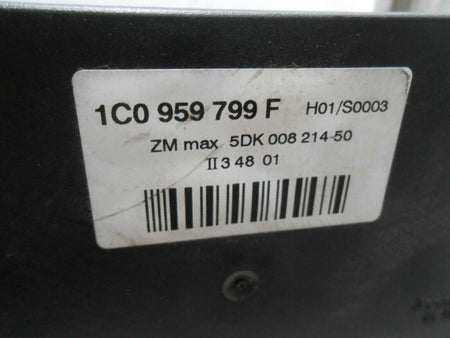 1C0 959 799 F H01/S0003
ZM max 5DK 008 214-50
II 3 48 01